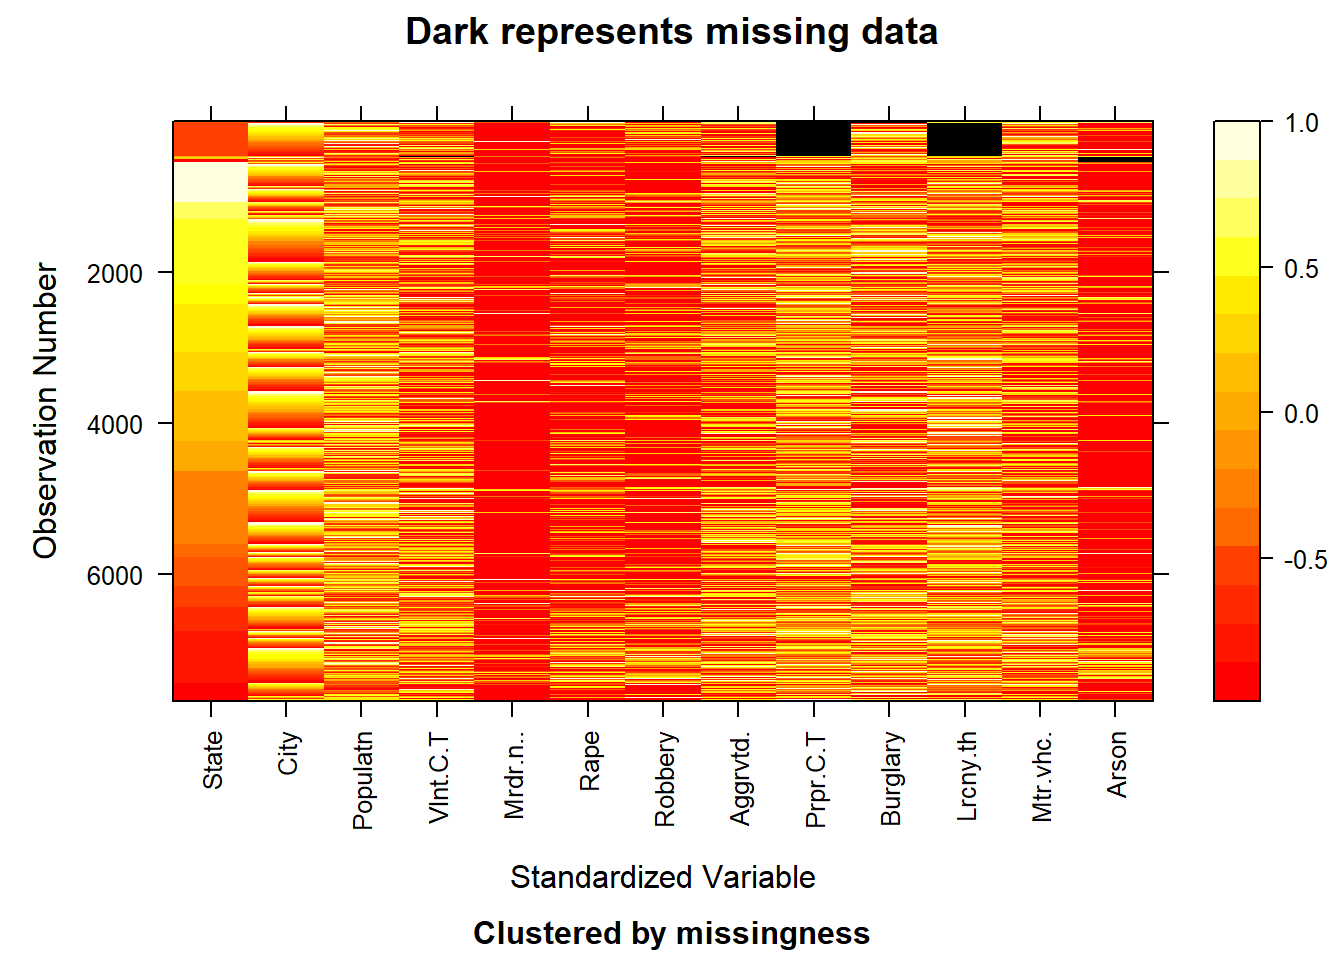 Dark represents missing data
1.0
0.5
0.0
-0.5
2000
4000
6000
Observation Number
State
City
Populatn
Vlnt.C.T
Mrdr.n..
Rape
Robbery
Aggrvtd.
Prpr.C.T
Burglary
Lrcny.th
Mtr.vhc.
Arson
Standardized Variable
Clustered by missingness